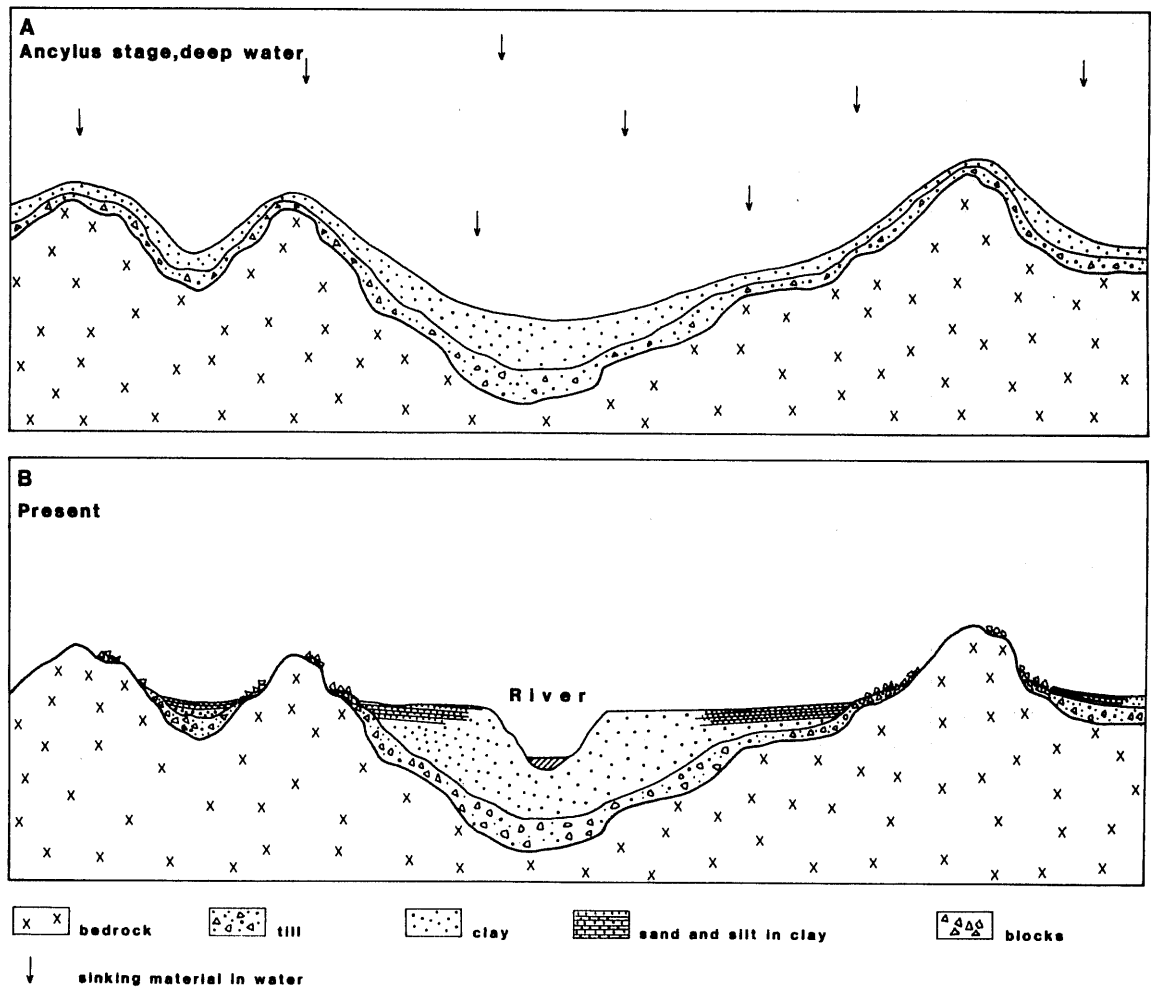 A
Ancylus stage,deep water
B
Present
River
bedrock
till
clay
sand and silt in clay
blocks
sinking material in water